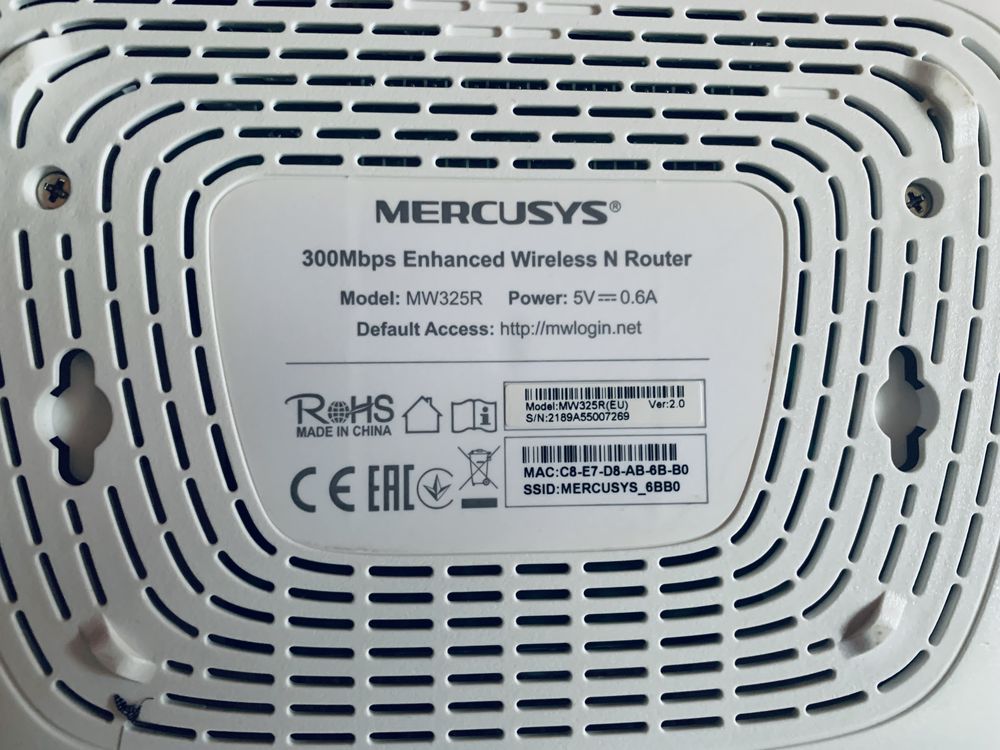 MERCUSYS®
300Mbps Enhanced Wireless N Router
Model: MW325R Power: 5V⎓0.6A
Default Access: http://mwlogin.net
RoHS
MADE IN CHINA
Model:MW325R(EU) Ver:2.0
S/N:2189A55007269
CE EAC
MAC:C8-E7-D8-AB-6B-B0
SSID:MERCUSYS_6BB0